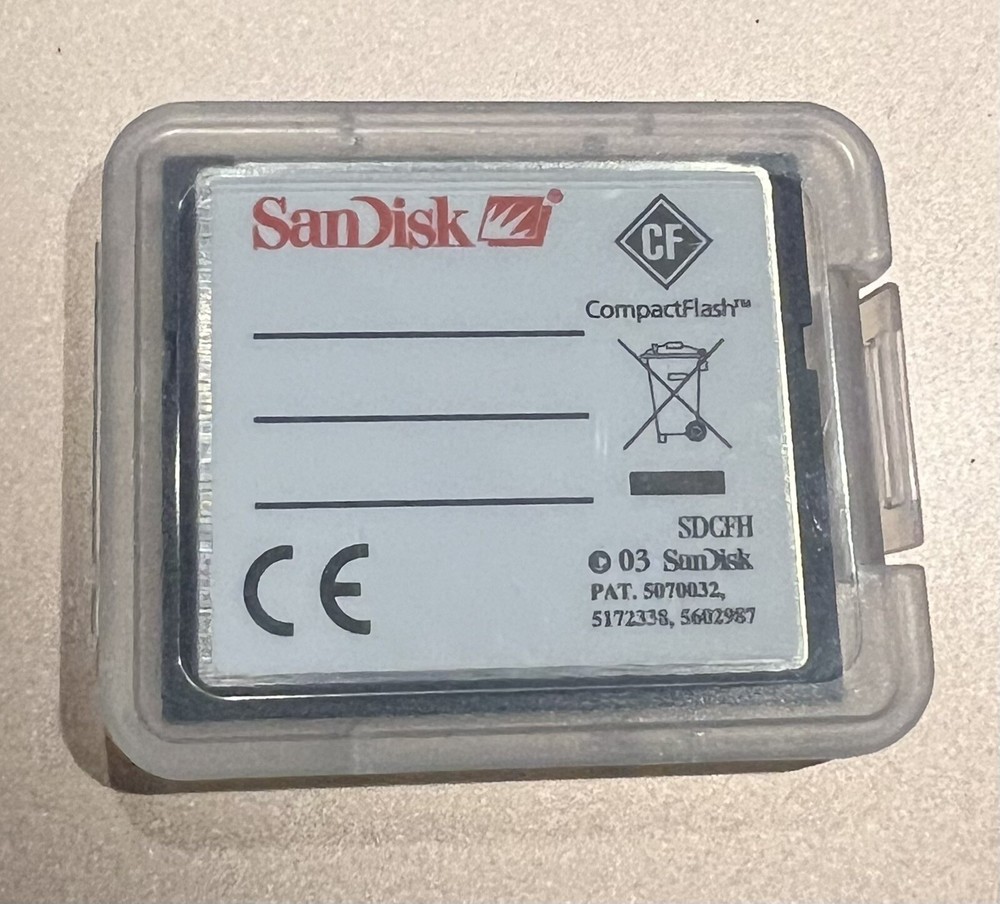 SanDisk
CF
CompactFlash™
CE
SDCFH
© 03 SanDisk
PAT. 5070032,
5172338, 5602987